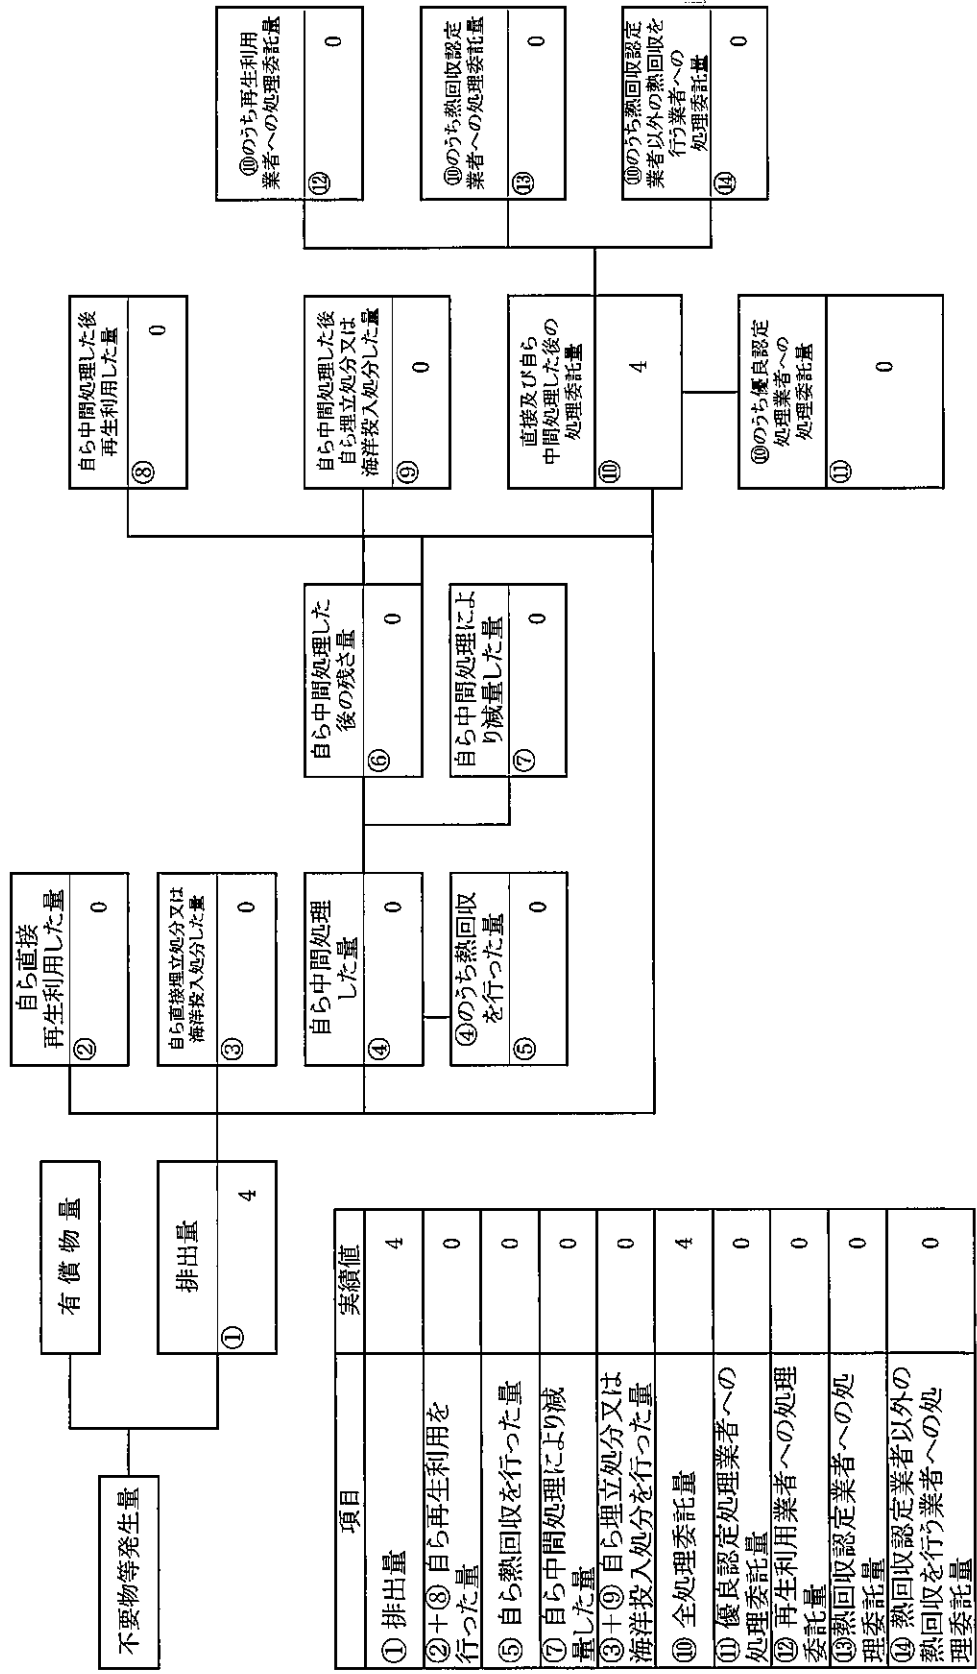 不要物等発生量
有償物量
排出量
①
4
自ら直接
再生利用した量
②
0
自ら直接埋立処分又は
海洋投入処分した量
③
0
自ら中間処理
した量
④
0
④のうち熱回収
を行った量
⑤
0
自ら中間処理した
後の残さ量
⑥
0
自ら中間処理によ
り減量した量
⑦
0
自ら中間処理した後
再生利用した量
⑧
0
自ら中間処理した後
自ら埋立処分又は
海洋投入処分した量
⑨
0
直接及び自ら
中間処理した後の
処理委託量
⑩
4
⑩のうち優良認定
処理業者への
処理委託量
⑪
0
⑩のうち再生利用
業者への処理委託量
⑫
0
⑩のうち熱回収認定
業者への処理委託量
⑬
0
⑩のうち熱回収認定
業者以外の熱回収を
行う業者への
処理委託量
⑭
0
項目 実績値
① 排出量 4
②+⑧ 自ら再生利用を
行った量 0
⑤ 自ら熱回収を行った量 0
⑦ 自ら中間処理により減
量した量 0
③+⑨ 自ら埋立処分又は
海洋投入処分を行った量 0
⑩ 全処理委託量 4
⑪ 優良認定処理業者への
処理委託量 0
⑫ 再生利用業者への処理
委託量 0
⑬熱回収認定業者への処
理委託量 0
⑭ 熱回収認定業者以外の
熱回収を行う業者への処
理委託量 0